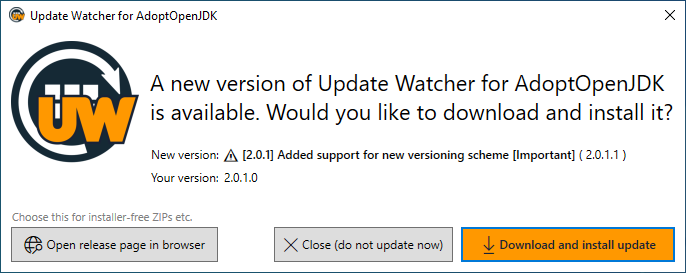 Update Watcher for AdoptOpenJDK
UW
A new version of Update Watcher for AdoptOpenJDK
is available. Would you like to download and install it?
New version: ⚠ [2.0.1] Added support for new versioning scheme [Important] ( 2.0.1.1 )
Your version: 2.0.1.0
Choose this for installer-free ZIPs etc.
Open release page in browser
Close (do not update now)
Download and install update